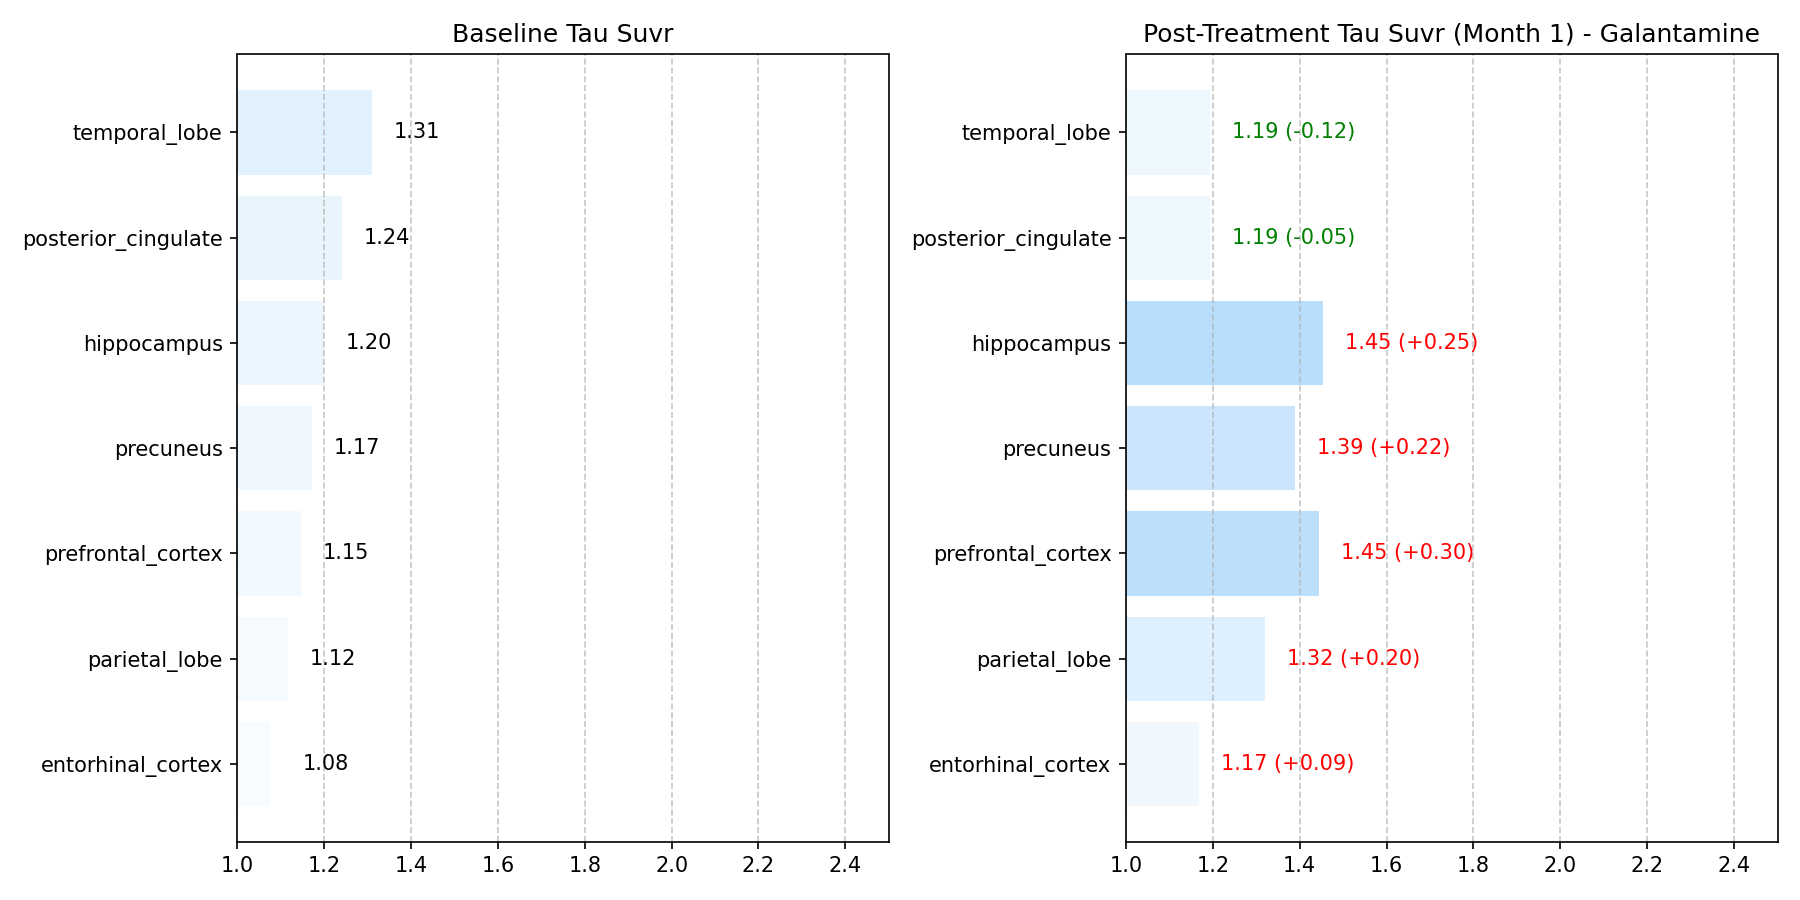 Baseline Tau Suvr
temporal_lobe
1.31
posterior_cingulate
1.24
hippocampus
1.20
precuneus
1.17
prefrontal_cortex
1.15
parietal_lobe
1.12
entorhinal_cortex
1.08
1.0 1.2 1.4 1.6 1.8 2.0 2.2 2.4
Post-Treatment Tau Suvr (Month 1) - Galantamine
temporal_lobe
1.19 (-0.12)
posterior_cingulate
1.19 (-0.05)
hippocampus
1.45 (+0.25)
precuneus
1.39 (+0.22)
prefrontal_cortex
1.45 (+0.30)
parietal_lobe
1.32 (+0.20)
entorhinal_cortex
1.17 (+0.09)
1.0 1.2 1.4 1.6 1.8 2.0 2.2 2.4